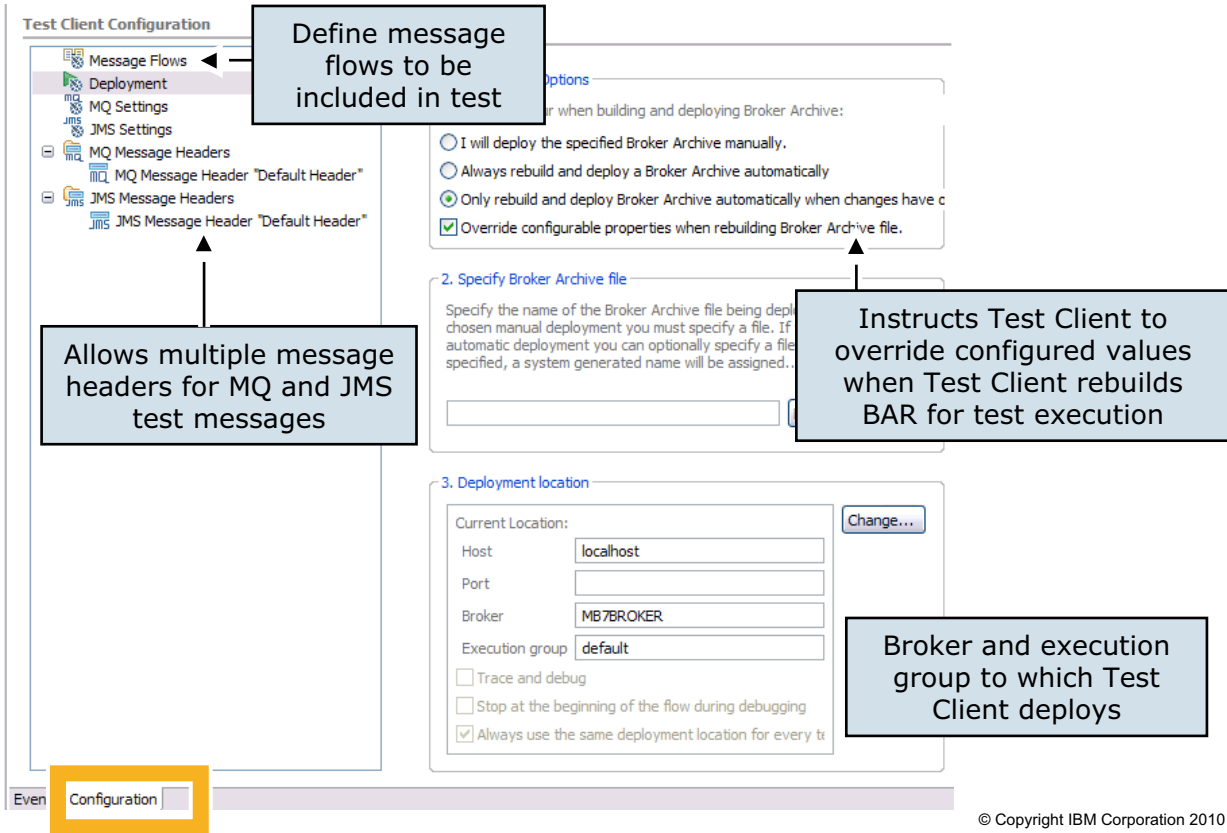 Test Client Configuration
Define message
flows to be
included in test
Message Flows
Deployment
MQ Settings
JMS Settings
MQ Message Headers
MQ Message Header "Default Header"
JMS Message Headers
JMS Message Header "Default Header"
Allows multiple message
headers for MQ and JMS
test messages
Options
when building and deploying Broker Archive:
I will deploy the specified Broker Archive manually.
Always rebuild and deploy a Broker Archive automatically
Only rebuild and deploy Broker Archive automatically when changes have
Override configurable properties when rebuilding Broker Archive file.
2. Specify Broker Archive file
Specify the name of the Broker Archive file being
chosen manual deployment you must specify a file. If
automatic deployment you can optionally specify a file
specified, a system generated name will be assigned.
Instructs Test Client to
override configured values
when Test Client rebuilds
BAR for test execution
3. Deployment location
Current Location:
Change...
Host localhost
Port
Broker MB7BROKER
Execution group default
Trace and debug
Stop at the beginning of the flow during debugging
Always use the same deployment location for every
Broker and execution
group to which Test
Client deploys
Even
Configuration
© Copyright IBM Corporation 2010